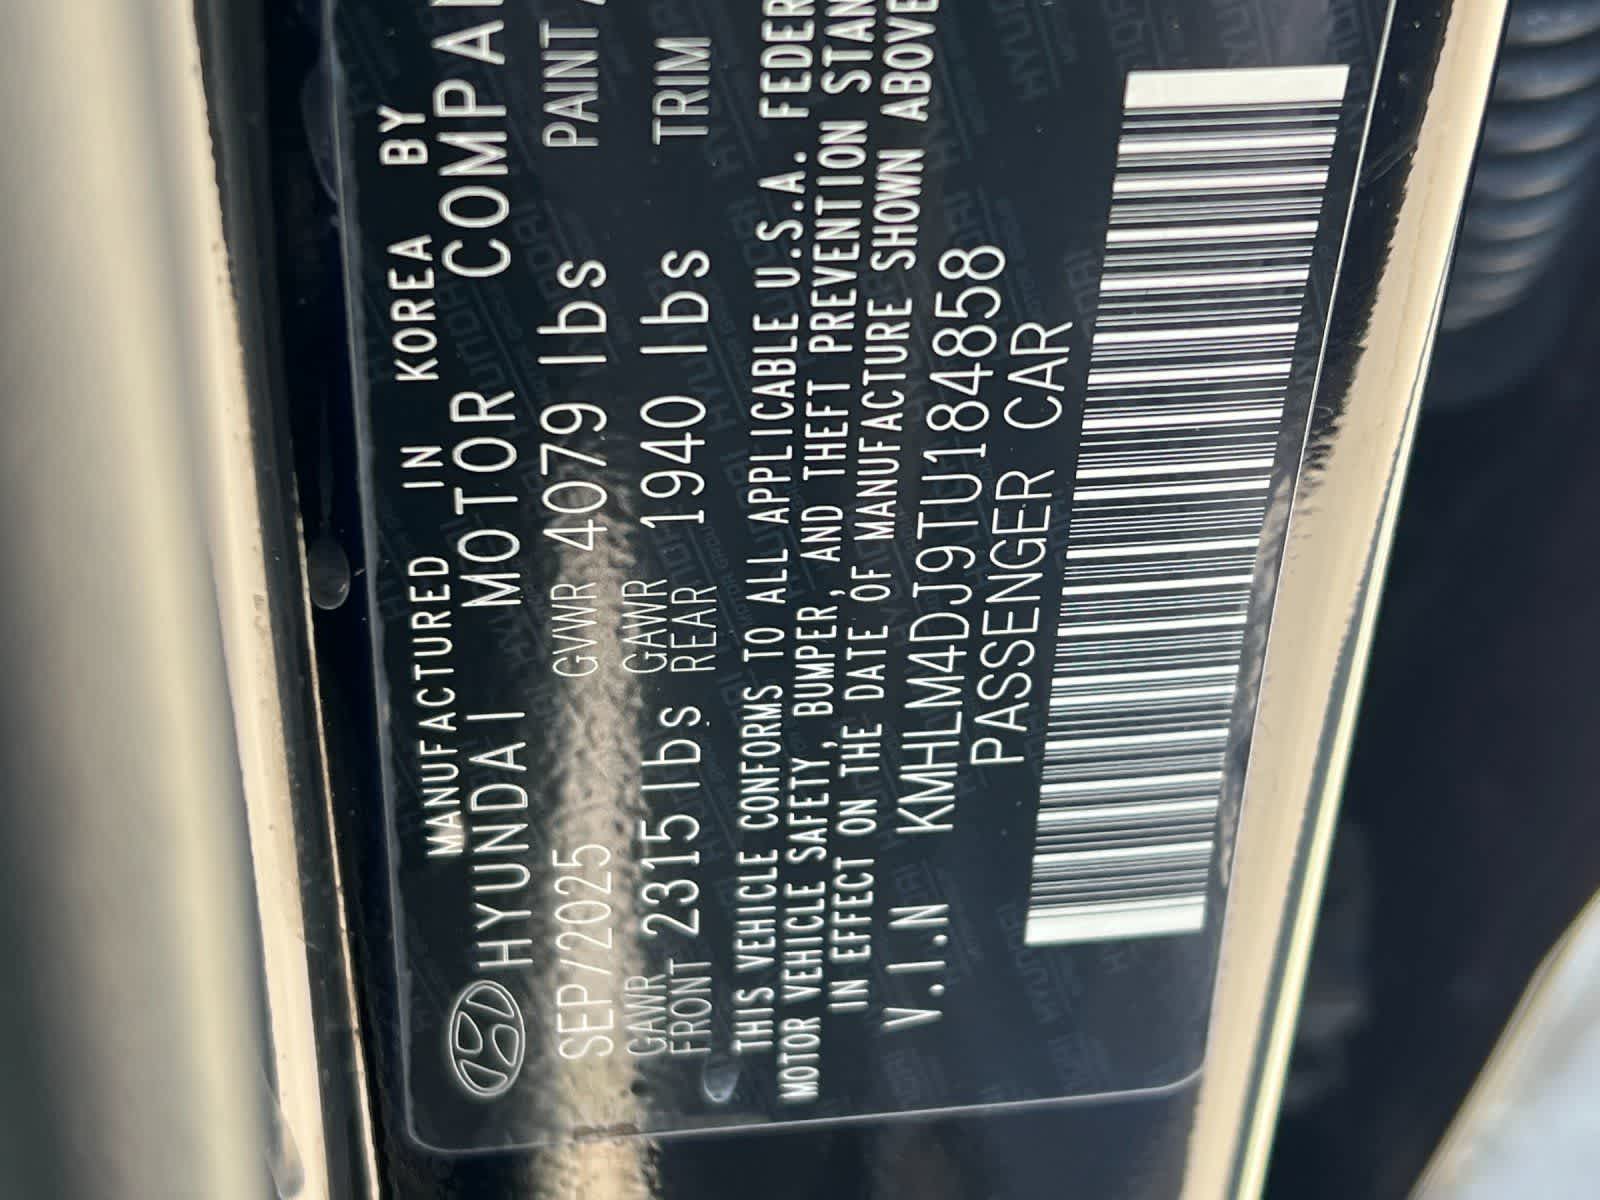 MANUFACTURED IN KOREA BY
HYUNDAI MOTOR COMPA
SEP/2025 GVWR 4079 lbs PAINT
GAWR FRONT 2315 lbs GAWR REAR 1940 lbs TRIM
THIS VEHICLE CONFORMS TO ALL APPLICABLE U.S.A. FEDER
MOTOR VEHICLE SAFETY, BUMPER, AND THEFT PREVENTION STAN
IN EFFECT ON THE DATE OF MANUFACTURE SHOWN ABOVE
V.I.N KMHLM4DJ9TU184858
PASSENGER CAR